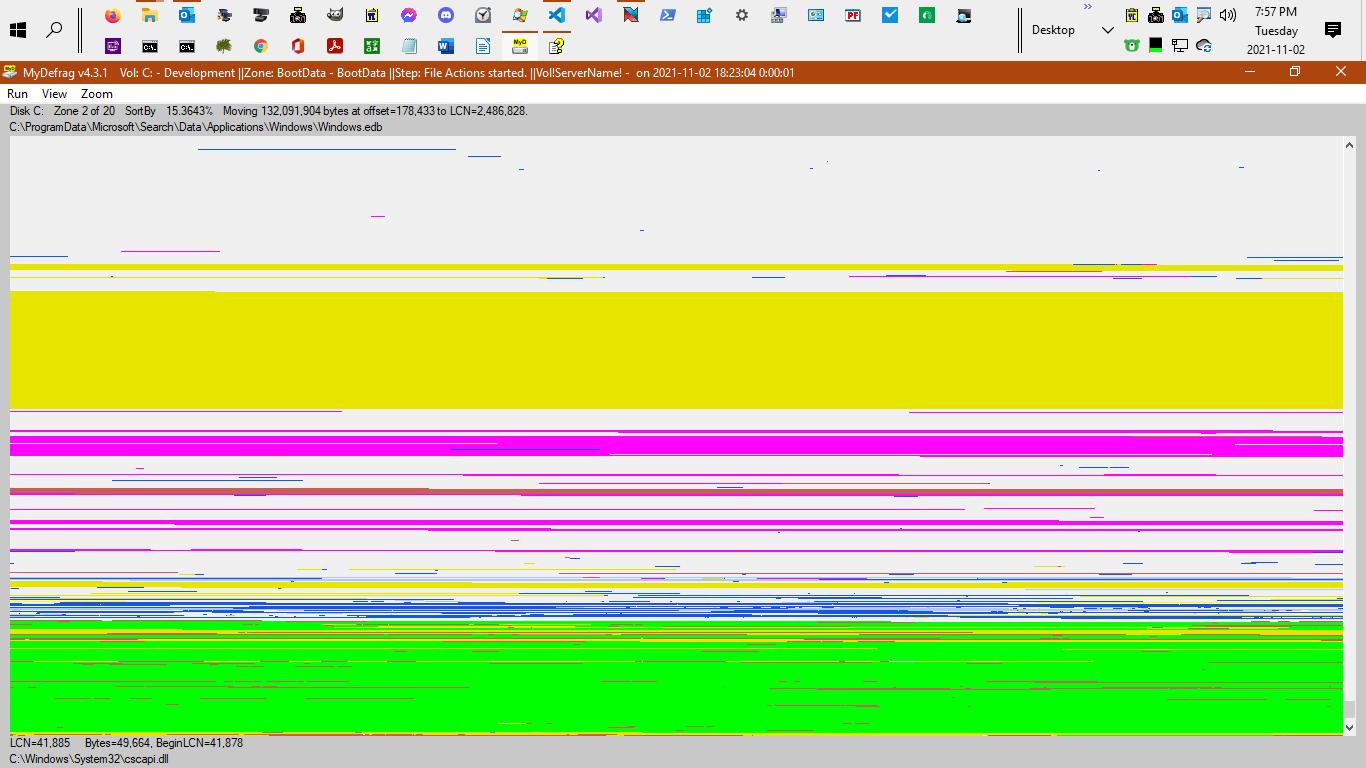 7:57 PM
Desktop
Tuesday
2021-11-02
MyDefrag v4.3.1 Vol: C: - Development ||Zone: BootData - BootData ||Step: File Actions started. ||Vol!ServerName! - on 2021-11-02 18:23:04 0:00:01
Run View Zoom
Disk C: Zone 2 of 20 SortBy 15.3643% Moving 132,091,904 bytes at offset=178,433 to LCN=2,486,828.
C:\ProgramData\Microsoft\Search\Data\Applications\Windows\Windows.edb
LCN=41,885 Bytes=49,664, BeginLCN=41,878
C:\Windows\System32\cscapi.dll